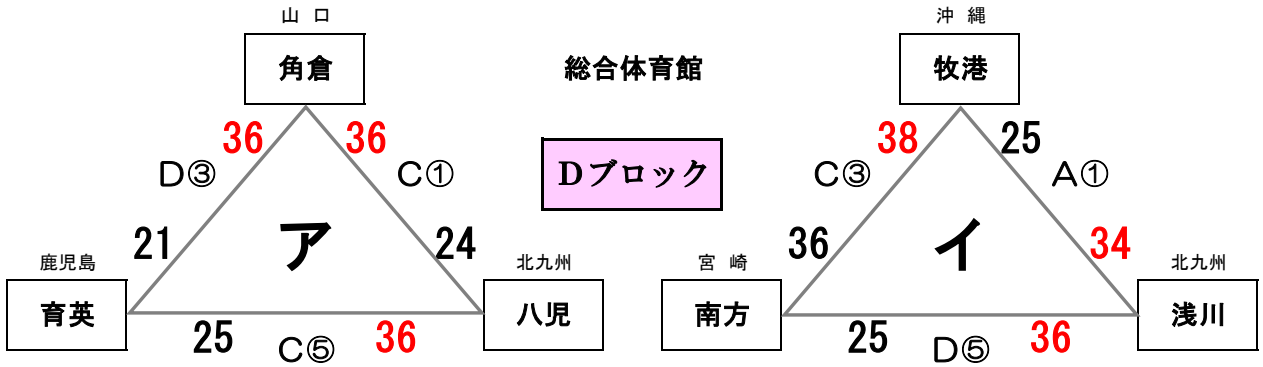 山 口
角倉
36
36
D③
C①
ア
21
24
鹿児島
育英
北九州
八児
25
C⑤
36
総合体育館
Dブロック
沖 縄
牧港
38
25
C③
A①
イ
36
34
宮 崎
南方
北九州
浅川
25
D⑤
36